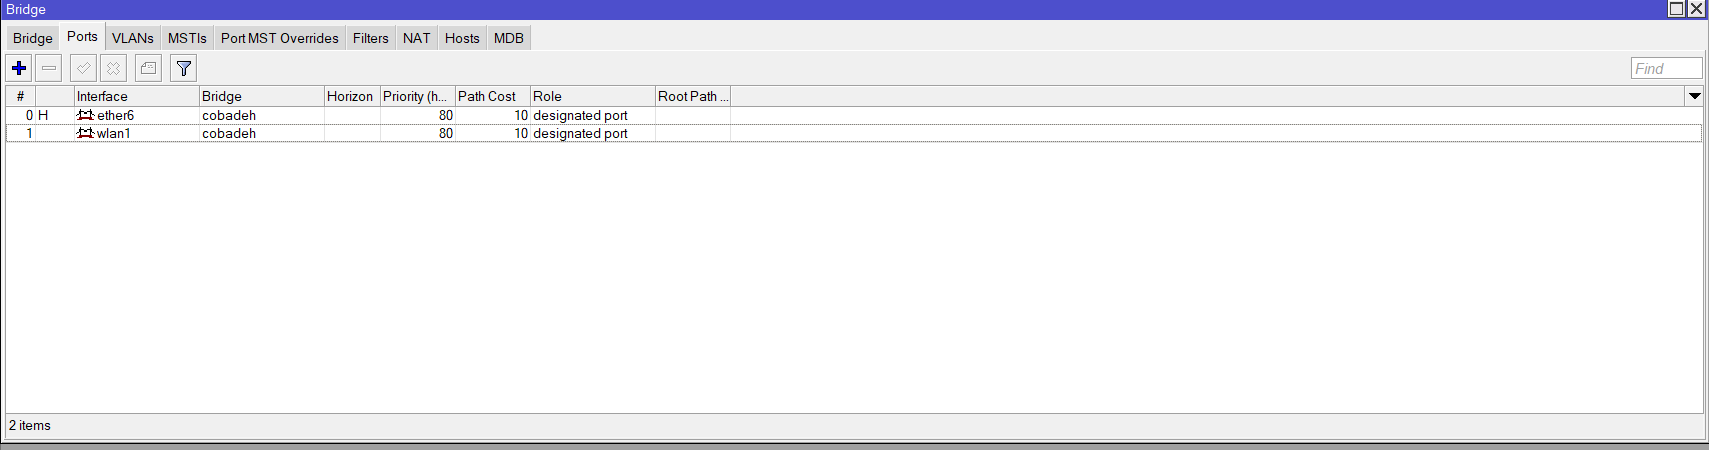 Bridge
Bridge Ports VLANs MSTIs Port MST Overrides Filters NAT Hosts MDB
Find
# Interface Bridge Horizon Priority (h... Path Cost Role Root Path ...
0 H ether6 cobadeh 80 10 designated port
1 wlan1 cobadeh 80 10 designated port
2 items